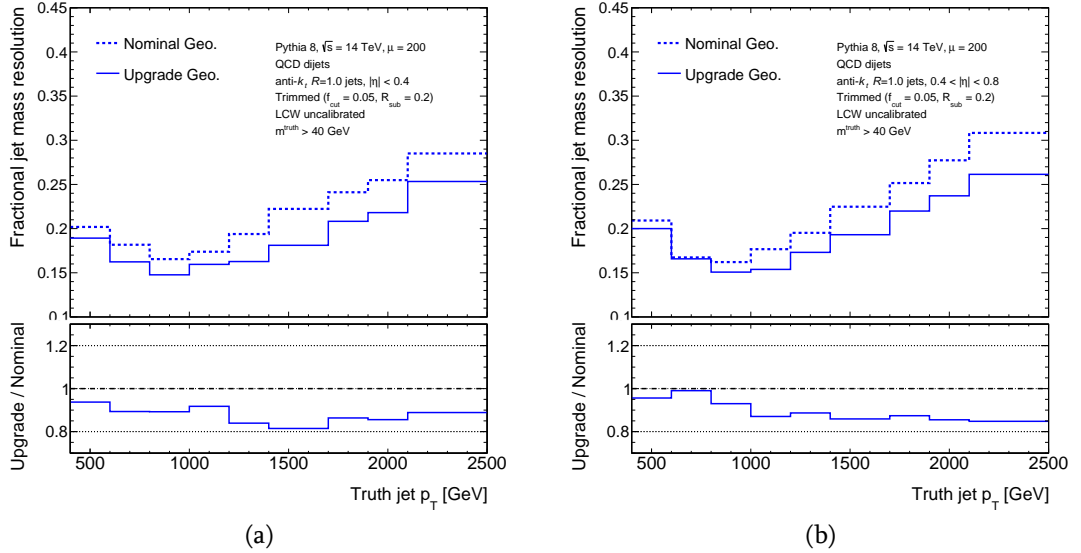 Fractional jet mass resolution
0.45
0.4
0.35
0.3
0.25
0.2
0.15
0.1
Nominal Geo.
Upgrade Geo.
Pythia 8, √s = 14 TeV, μ = 200
QCD dijets
anti-kt R=1.0 jets, |η| < 0.4
Trimmed (fcut = 0.05, Rsub = 0.2)
LCW uncalibrated
m^truth > 40 GeV
Upgrade / Nominal
1.2
1
0.8
500 1000 1500 2000 2500
Truth jet pT [GeV]
(a)
Fractional jet mass resolution
0.45
0.4
0.35
0.3
0.25
0.2
0.15
0.1
Nominal Geo.
Upgrade Geo.
Pythia 8, √s = 14 TeV, μ = 200
QCD dijets
anti-kt R=1.0 jets, 0.4 < |η| < 0.8
Trimmed (fcut = 0.05, Rsub = 0.2)
LCW uncalibrated
m^truth > 40 GeV
Upgrade / Nominal
1.2
1
0.8
500 1000 1500 2000 2500
Truth jet pT [GeV]
(b)